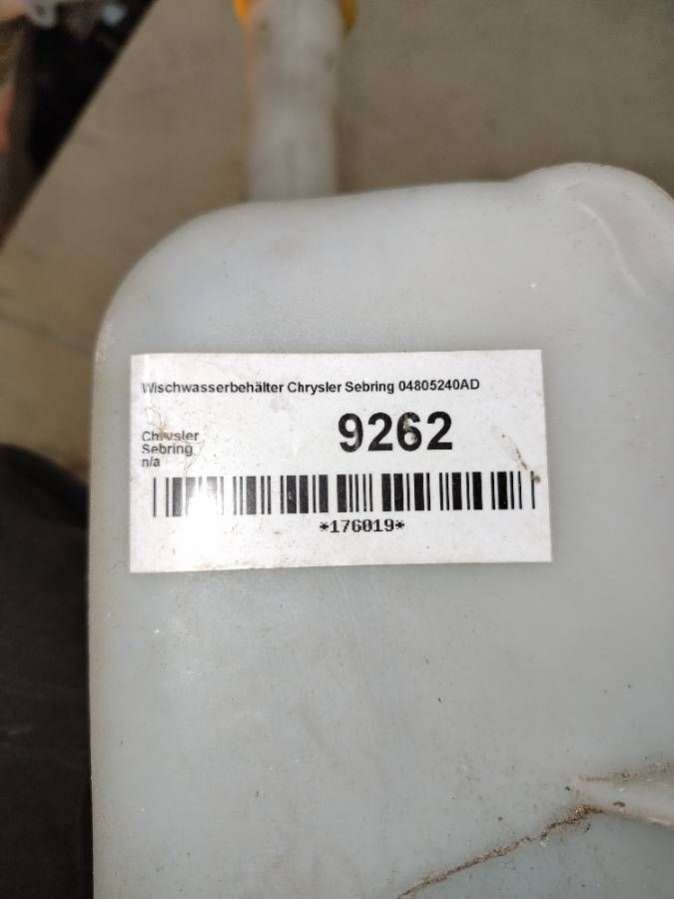 Wischwasserbehälter Chrysler Sebring 04805240AD
9262
Chrysler
Sebring
n/a
*176019*